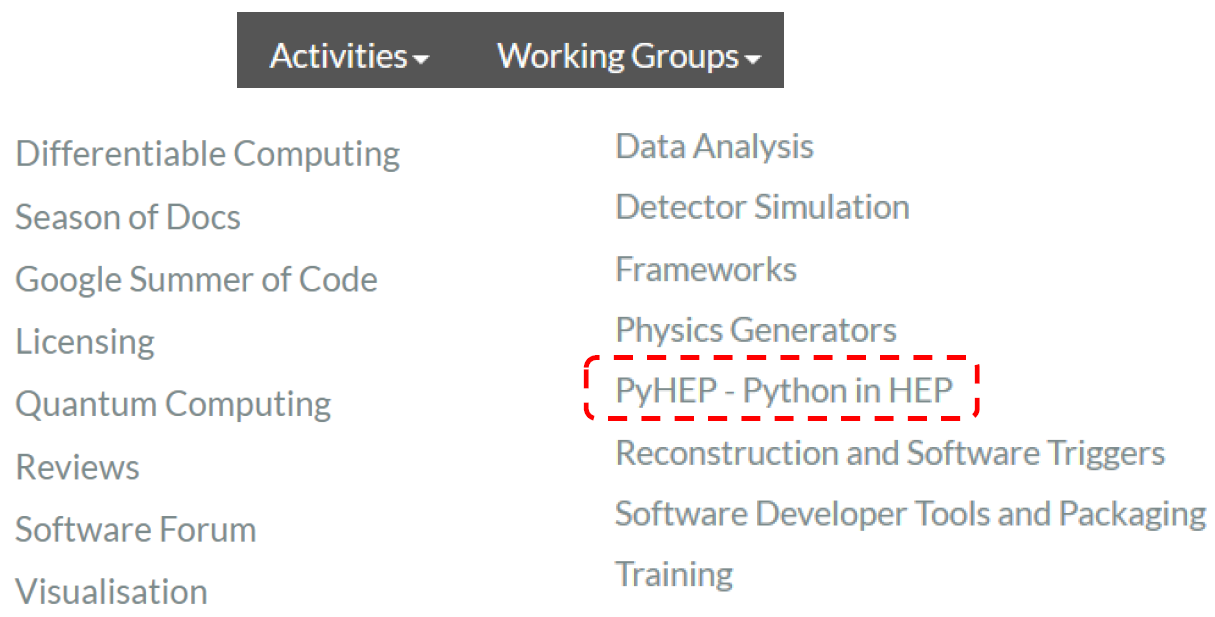 Activities Working Groups
Differentiable Computing
Season of Docs
Google Summer of Code
Licensing
Quantum Computing
Reviews
Software Forum
Visualisation
Data Analysis
Detector Simulation
Frameworks
Physics Generators
PyHEP - Python in HEP
Reconstruction and Software Triggers
Software Developer Tools and Packaging
Training